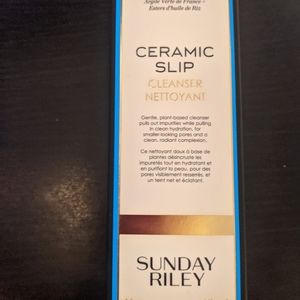 Argile Verte de France +
Esters d'huile de Riz
CERAMIC
SLIP
CLEANSER
NETTOYANT
Gentle, plant-based cleanser
pulls out impurities while pulling
in clean hydration, for
smaller-looking pores and a
clean, radiant complexion.
Ce nettoyant doux à base de
plantes désincruste les
impuretés tout en hydratant et
en purifiant la peau, pour des
pores visiblement resserrés, et
un teint net et éclatant.
SUNDAY
RILEY